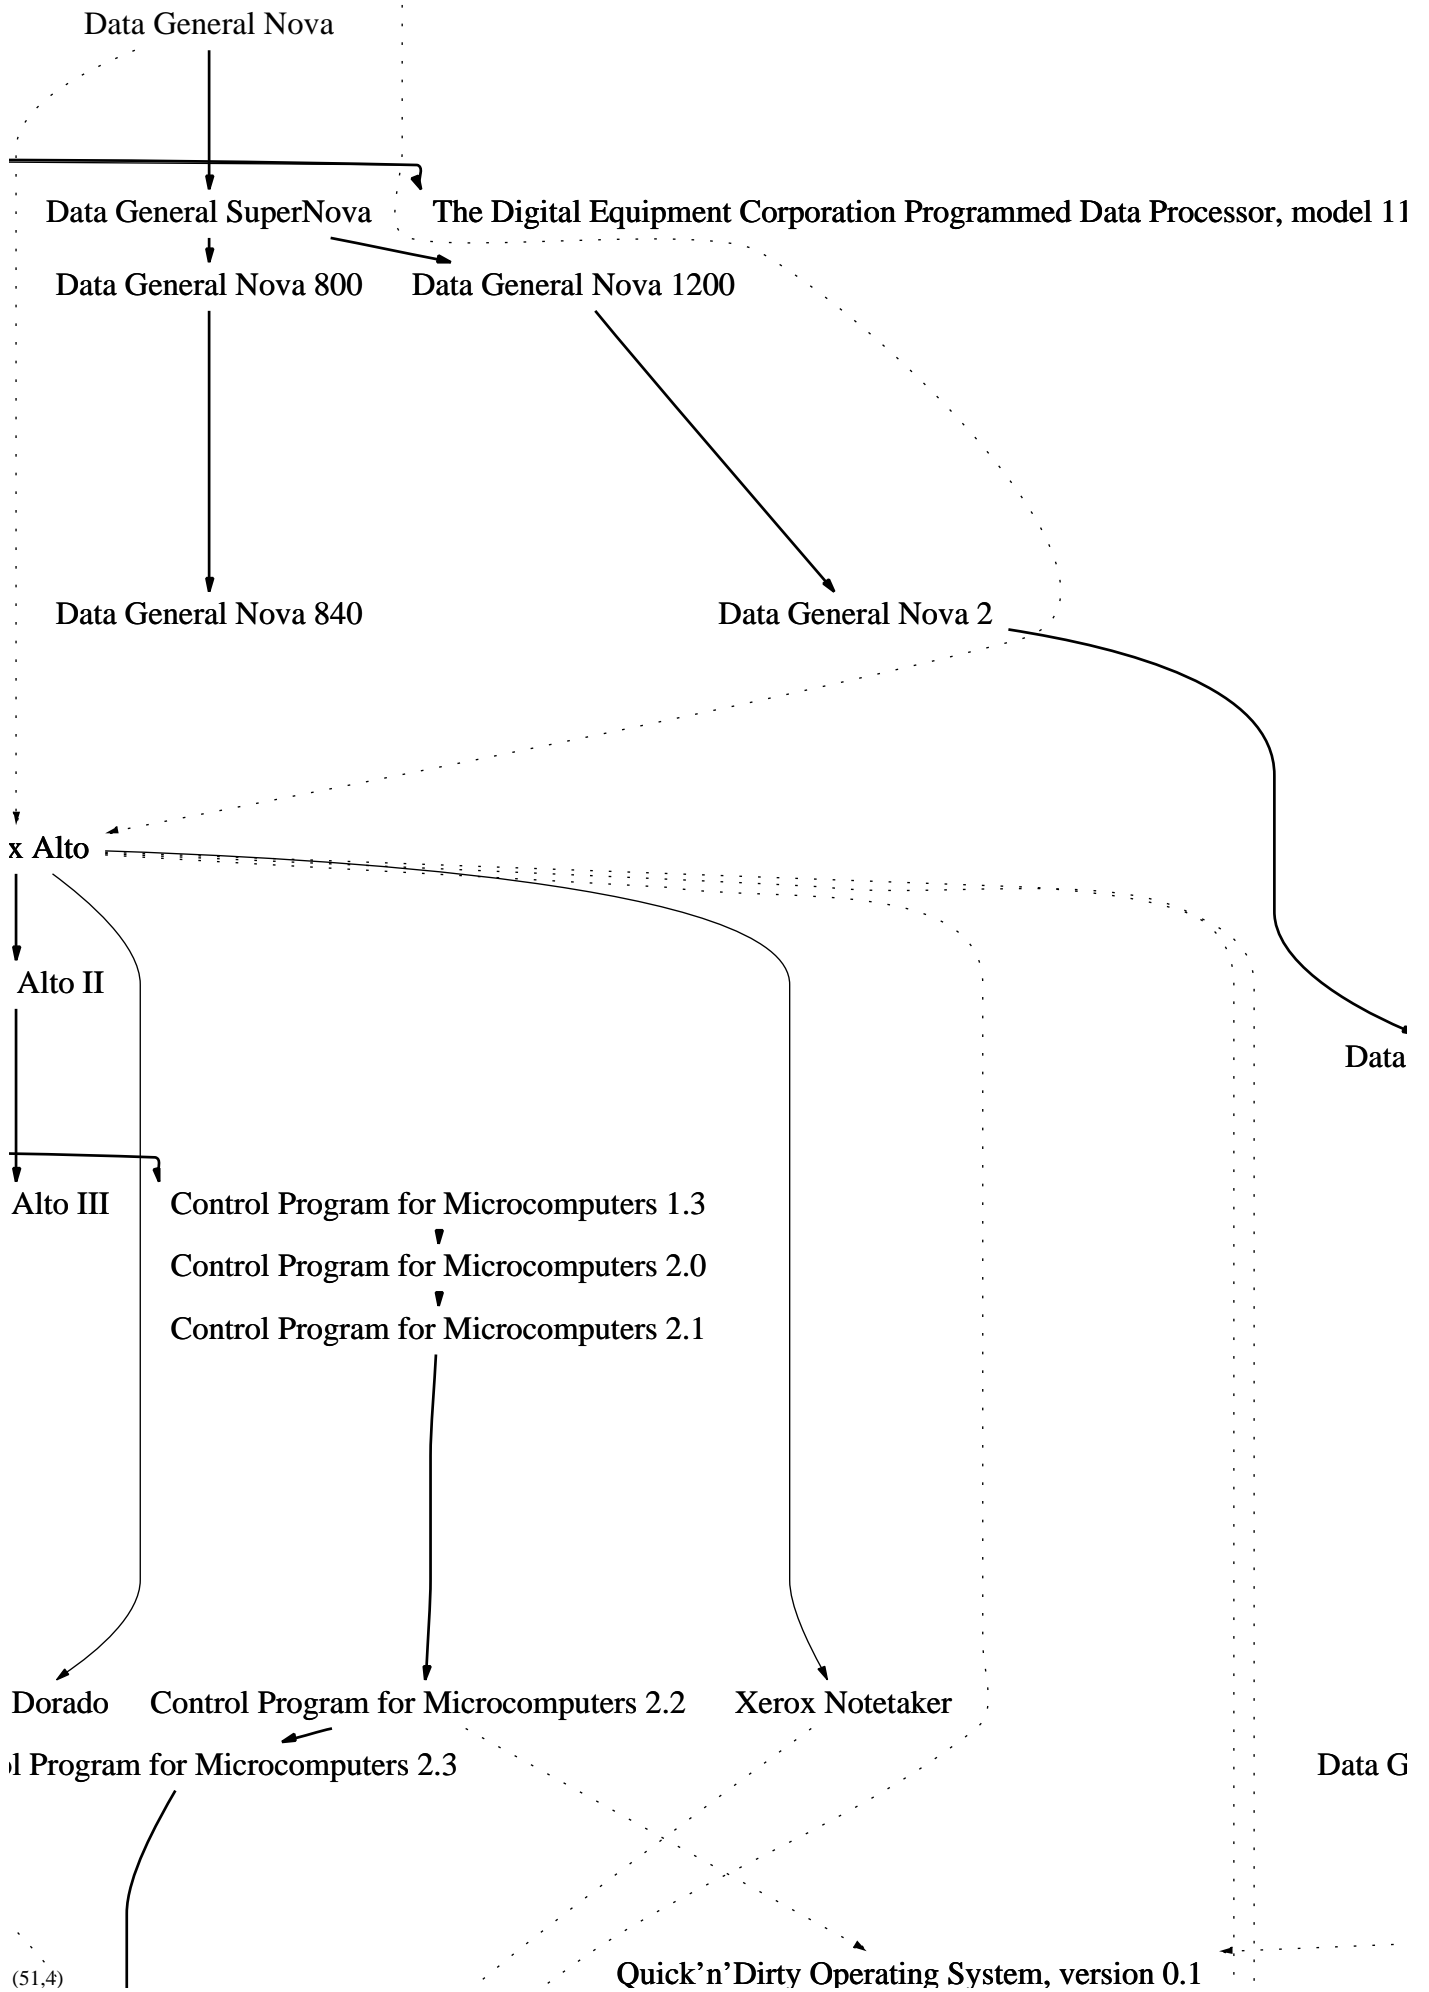 Data General Nova
Data General SuperNova
The Digital Equipment Corporation Programmed Data Processor, model 11
Data General Nova 800
Data General Nova 1200
Data General Nova 840
Data General Nova 2
x Alto
Alto II
Data
Alto III
Control Program for Microcomputers 1.3
Control Program for Microcomputers 2.0
Control Program for Microcomputers 2.1
Dorado
Control Program for Microcomputers 2.2
Xerox Notetaker
l Program for Microcomputers 2.3
Data G
(51,4)
Quick'n'Dirty Operating System, version 0.1